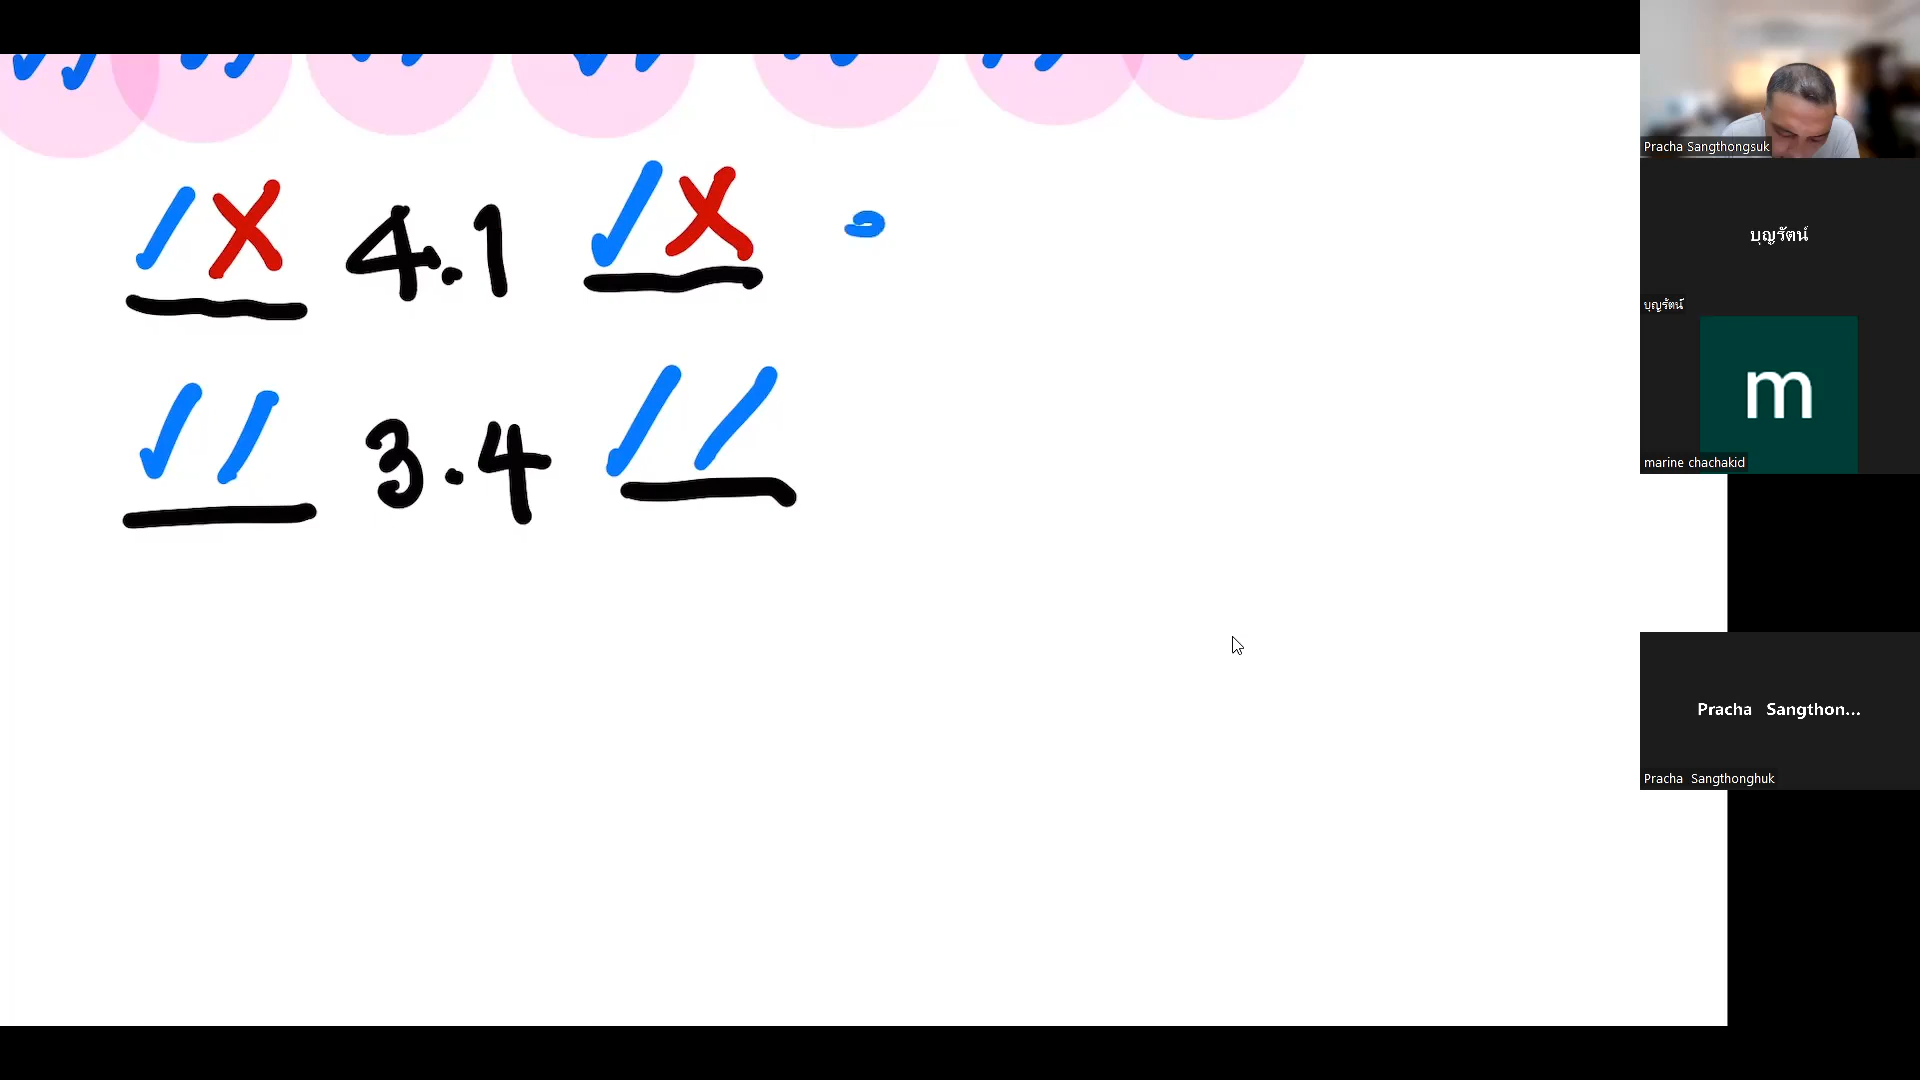 ✓ X 4.1 ✓ X
✓ / 3.4 / /
Pracha Sangthongsuk
บุญรัตน์
บุญรัตน์
m
marine chachakid
Pracha Sangthon...
Pracha Sangthonghuk